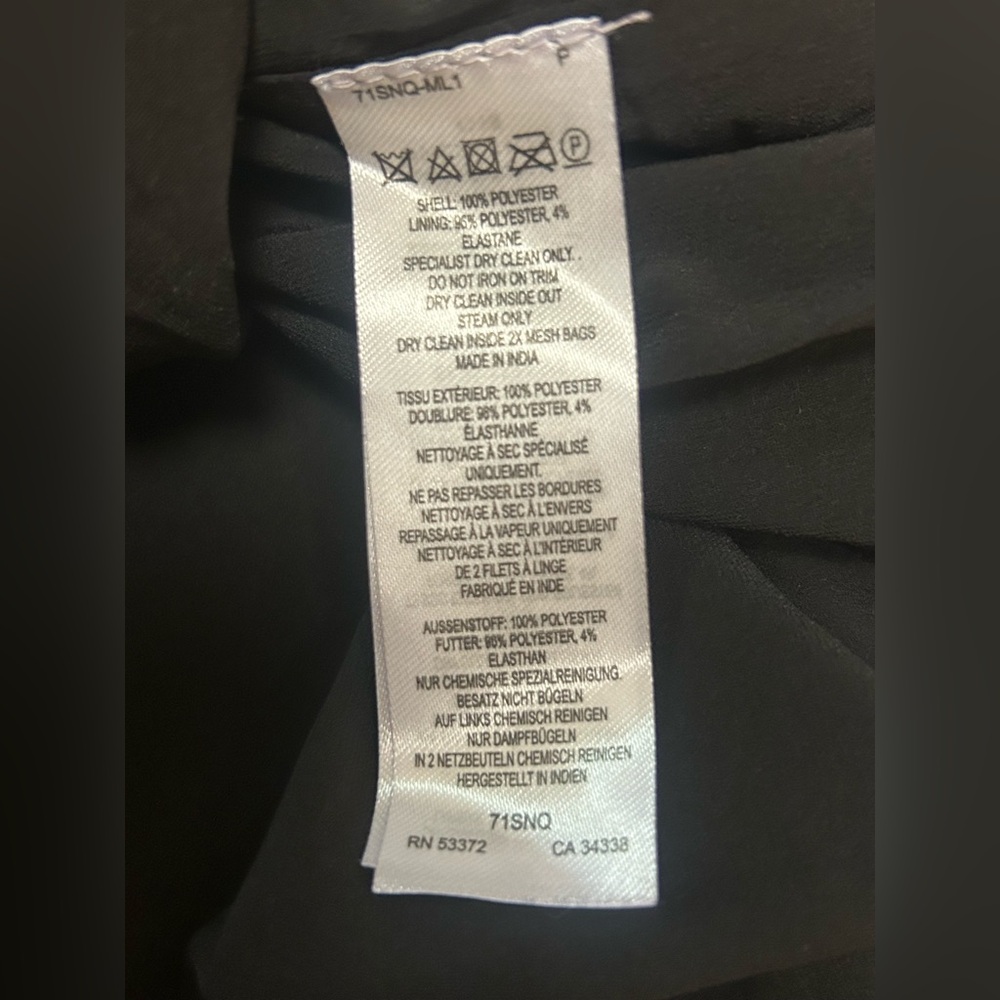 P
71SNQ-ML1
P
SHELL: 100% POLYESTER
LINING: 96% POLYESTER, 4%
ELASTANE
SPECIALIST DRY CLEAN ONLY. .
DO NOT IRON ON TRIM
DRY CLEAN INSIDE OUT
STEAM ONLY
DRY CLEAN INSIDE 2X MESH BAGS
MADE IN INDIA
TISSU EXTÉRIEUR: 100% POLYESTER
DOUBLURE: 96% POLYESTER, 4%
ÉLASTHANNE
NETTOYAGE À SEC SPÉCIALISÉ
UNIQUEMENT.
NE PAS REPASSER LES BORDURES
NETTOYAGE À SEC À L'ENVERS
REPASSAGE À LA VAPEUR UNIQUEMENT
NETTOYAGE À SEC À L'INTÉRIEUR
DE 2 FILETS À LINGE
FABRIQUÉ EN INDE
AUSSENSTOFF: 100% POLYESTER
FUTTER: 96% POLYESTER, 4%
ELASTHAN
NUR CHEMISCHE SPEZIALREINIGUNG.
BESATZ NICHT BÜGELN
AUF LINKS CHEMISCH REINIGEN
NUR DAMPFBÜGELN
IN 2 NETZBEUTELN CHEMISCH REINIGEN
HERGESTELLT IN INDIEN
71SNQ
RN 53372 CA 34338